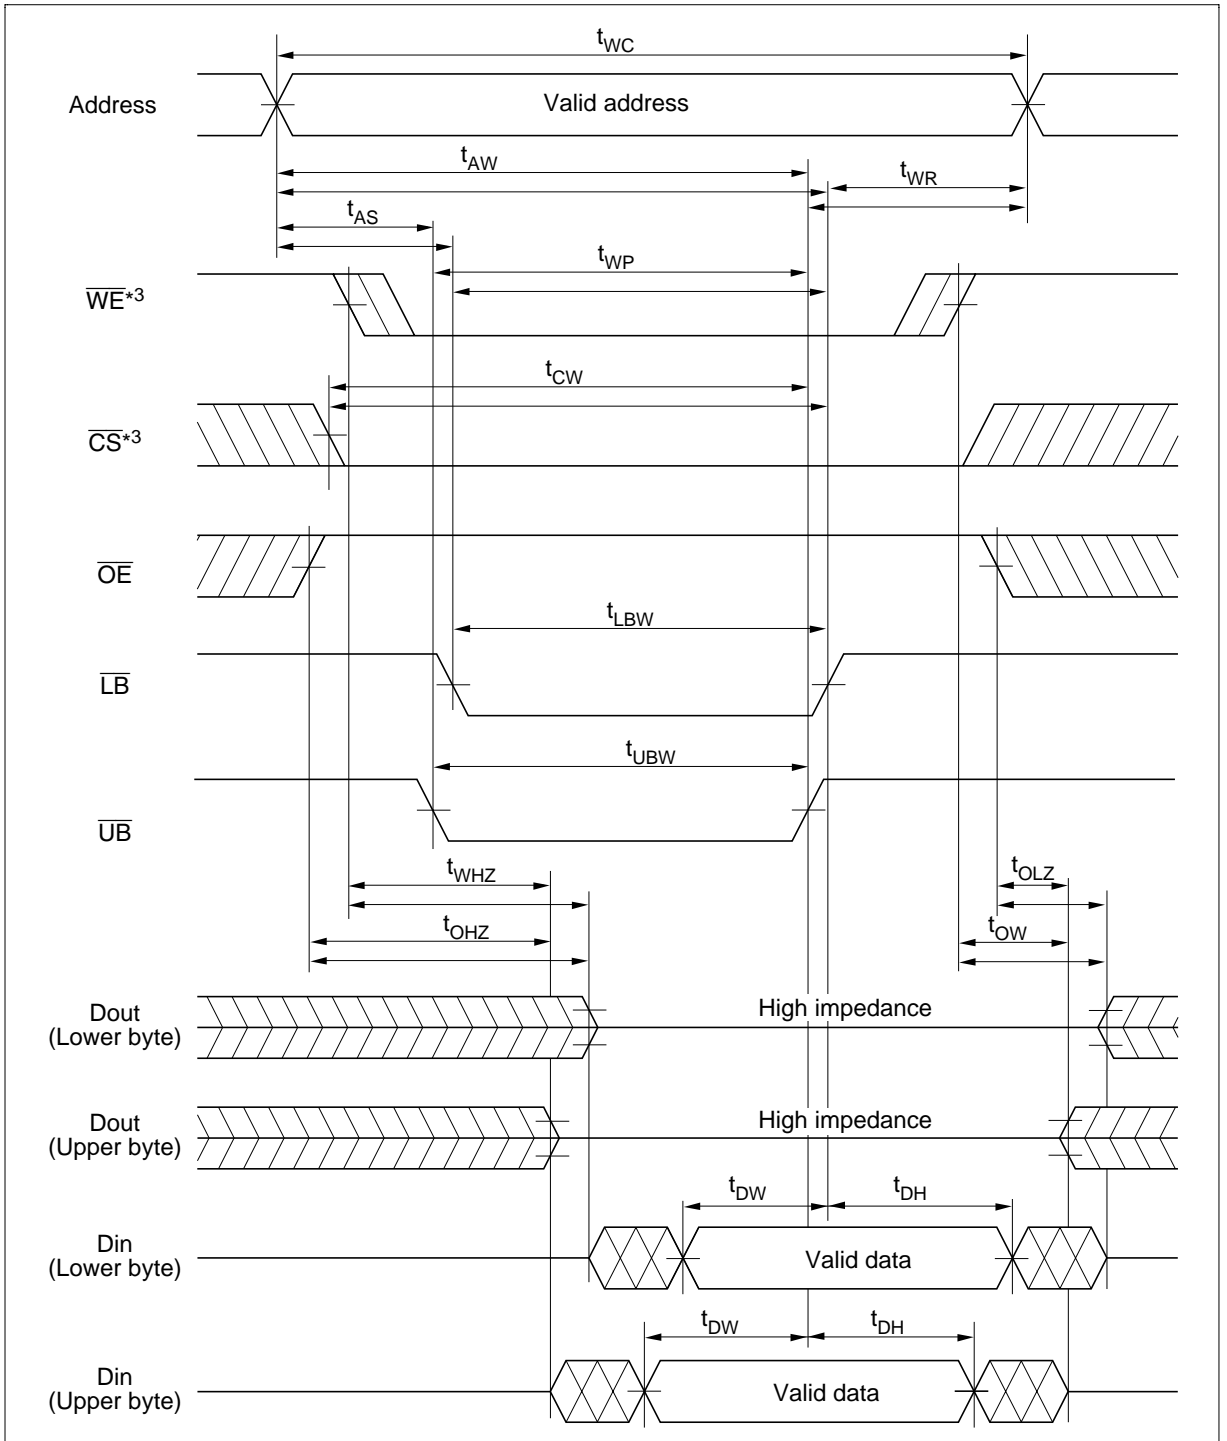 tWC
Address
Valid address
tAW
tWR
tAS
tWP
WE*3
tCW
CS*3
OE
tLBW
LB
tUBW
UB
tWHZ
tOLZ
tOHZ
tOW
Dout
(Lower byte)
High impedance
Dout
(Upper byte)
High impedance
tDW
tDH
Din
(Lower byte)
Valid data
tDW
tDH
Din
(Upper byte)
Valid data